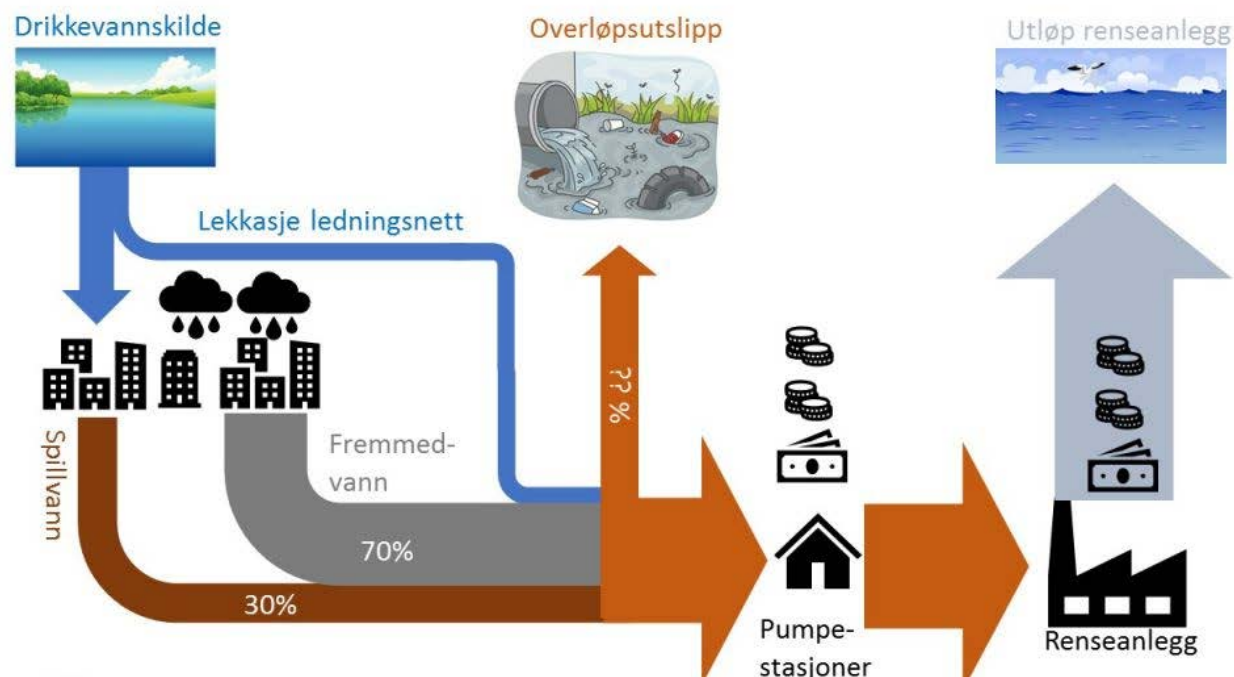 Drikkevannskilde
Overløpsutslipp
Utløp renseanlegg
Lekkasje ledningsnett
?? %
Spillvann
Fremmed-
vann
70%
30%
Pumpe-
stasjoner
Renseanlegg